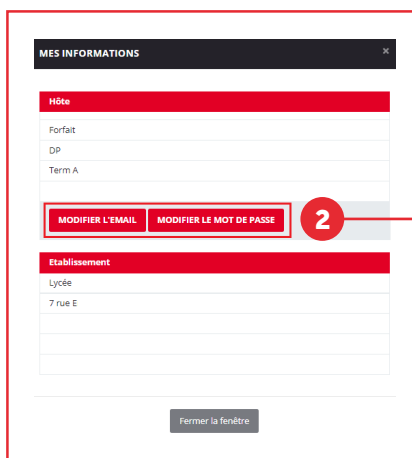 MES INFORMATIONS ×
Hôte
Forfait
DP
Term A
MODIFIER L'EMAIL MODIFIER LE MOT DE PASSE 2
Etablissement
Lycée
7 rue E
Fermer la fenêtre